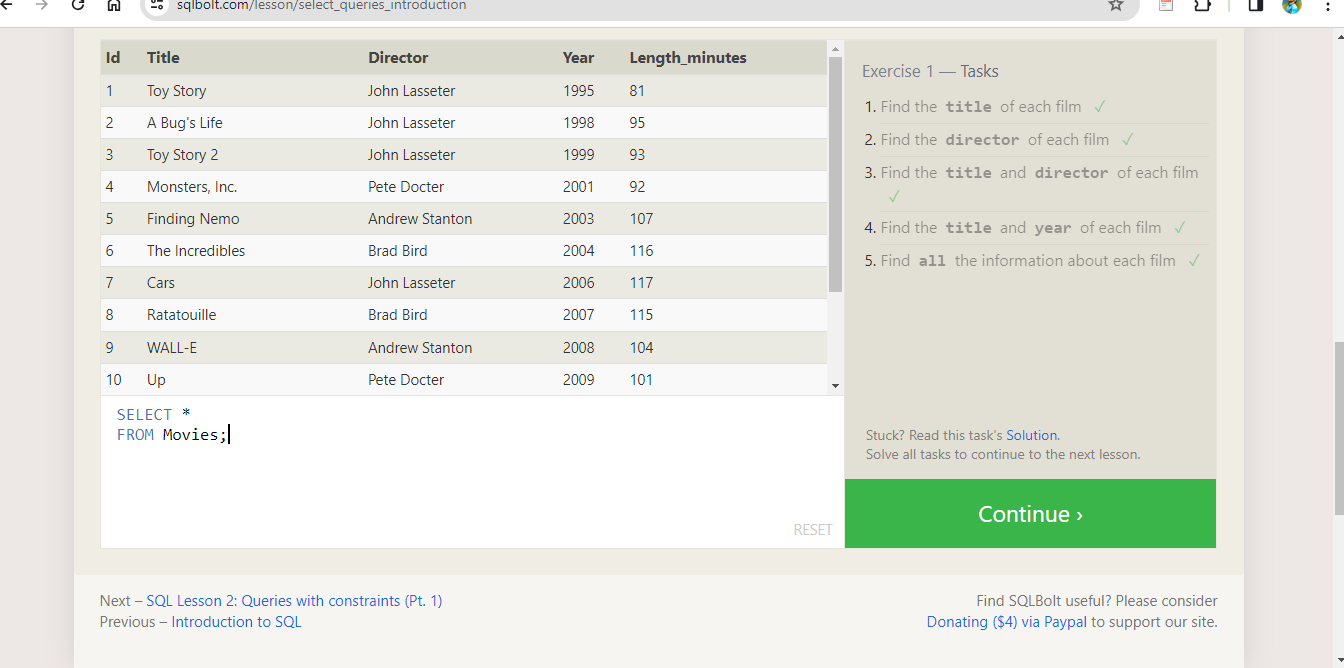 sqlbolt.com/lesson/select_queries_introduction
Id Title Director Year Length_minutes
1 Toy Story John Lasseter 1995 81
2 A Bug's Life John Lasseter 1998 95
3 Toy Story 2 John Lasseter 1999 93
4 Monsters, Inc. Pete Docter 2001 92
5 Finding Nemo Andrew Stanton 2003 107
6 The Incredibles Brad Bird 2004 116
7 Cars John Lasseter 2006 117
8 Ratatouille Brad Bird 2007 115
9 WALL-E Andrew Stanton 2008 104
10 Up Pete Docter 2009 101
SELECT *
FROM Movies;
RESET
Exercise 1 — Tasks
1. Find the title of each film ✓
2. Find the director of each film ✓
3. Find the title and director of each film
✓
4. Find the title and year of each film ✓
5. Find all the information about each film ✓
Stuck? Read this task's Solution.
Solve all tasks to continue to the next lesson.
Continue ›
Next – SQL Lesson 2: Queries with constraints (Pt. 1)
Previous – Introduction to SQL
Find SQLBolt useful? Please consider
Donating ($4) via Paypal to support our site.